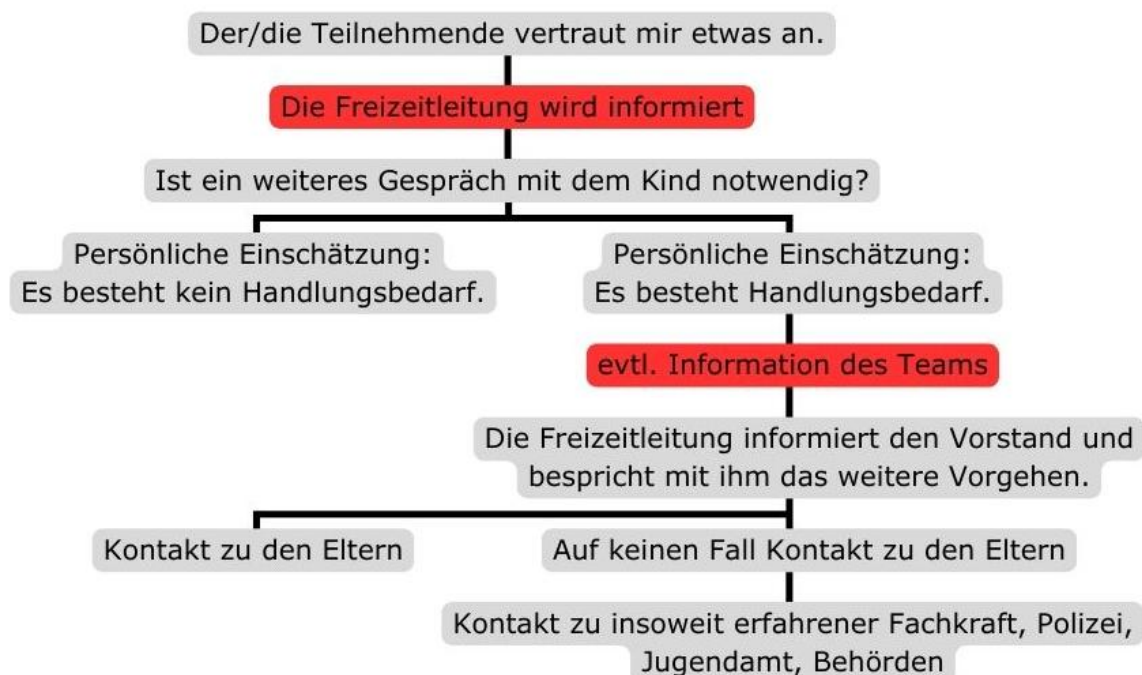 Der/die Teilnehmende vertraut mir etwas an.
Die Freizeitleitung wird informiert
Ist ein weiteres Gespräch mit dem Kind notwendig?
Persönliche Einschätzung:
Es besteht kein Handlungsbedarf.
Persönliche Einschätzung:
Es besteht Handlungsbedarf.
evtl. Information des Teams
Die Freizeitleitung informiert den Vorstand und
bespricht mit ihm das weitere Vorgehen.
Kontakt zu den Eltern
Auf keinen Fall Kontakt zu den Eltern
Kontakt zu insoweit erfahrener Fachkraft, Polizei,
Jugendamt, Behörden